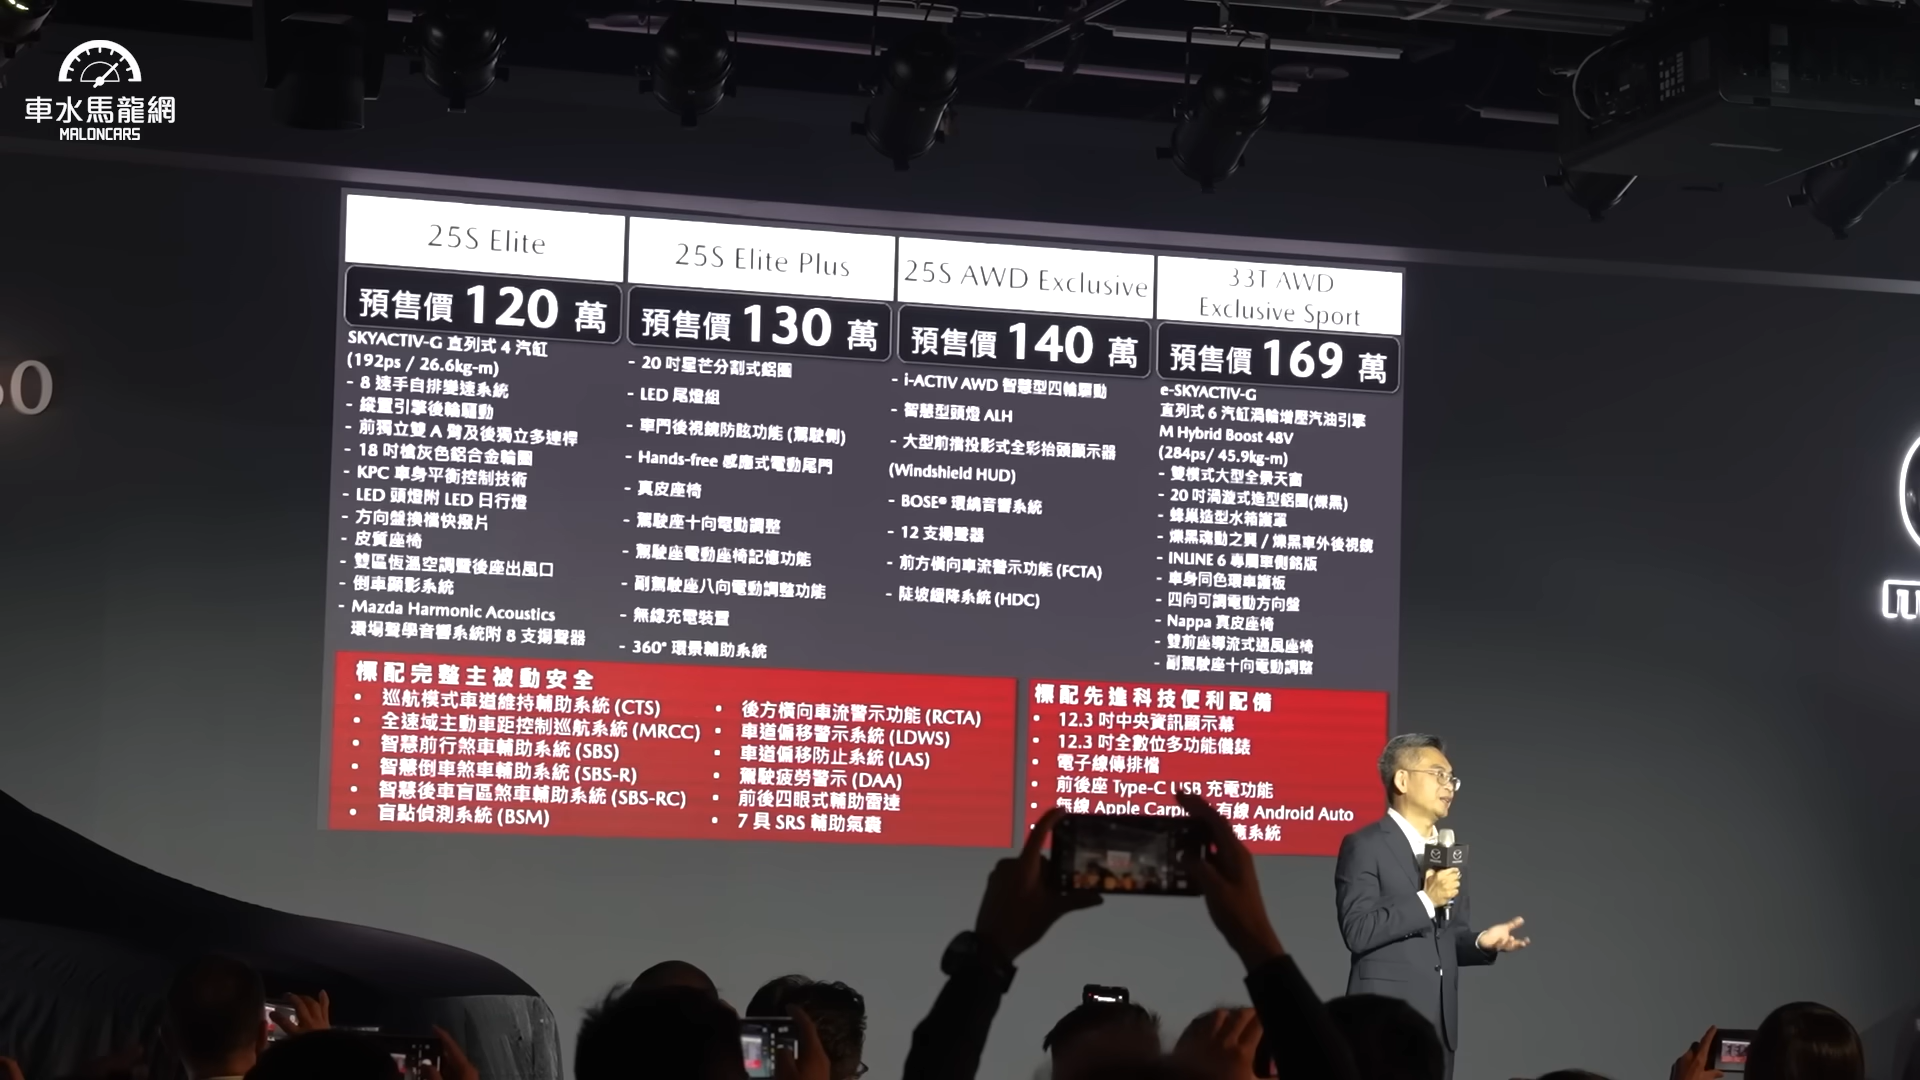 車水馬龍網
MALONCARS
25S Elite
預售價 120 萬
SKYACTIV-G 直列式 4 汽缸
(192ps / 26.6kg-m)
- 8 速手自排變速系統
- 縱置引擎後輪驅動
- 前獨立雙 A 臂及後獨立多連桿
- 18 吋槍灰色鋁合金輪圈
- KPC 車身平衡控制技術
- LED 頭燈附 LED 日行燈
- 方向盤換檔快撥片
- 皮質座椅
- 雙區恆溫空調暨後座出風口
- 倒車顯影系統
- Mazda Harmonic Acoustics
環場聲學音響系統附 8 支揚聲器
25S Elite Plus
預售價 130 萬
- 20 吋星芒分割式鋁圈
- LED 尾燈組
- 車門後視鏡防眩功能 (駕駛側)
- Hands-free 感應式電動尾門
- 真皮座椅
- 駕駛座十向電動調整
- 駕駛座電動座椅記憶功能
- 副駕駛座八向電動調整功能
- 無線充電裝置
- 360° 環景輔助系統
25S AWD Exclusive
預售價 140 萬
- i-ACTIV AWD 智慧型四輪驅動
- 智慧型頭燈 ALH
- 大型前擋投影式全彩抬頭顯示器
(Windshield HUD)
- BOSE® 環繞音響系統
- 12 支揚聲器
- 前方橫向車流警示功能 (FCTA)
- 陡坡緩降系統 (HDC)
33T AWD
Exclusive Sport
預售價 169 萬
e-SKYACTIV-G
直列式 6 汽缸渦輪增壓汽油引擎
M Hybrid Boost 48V
(284ps/ 45.9kg-m)
- 雙模式大型全景天窗
- 20 吋渦漩式造型鋁圈(爍黑)
- 蜂巢造型水箱護罩
- 爍黑魂動之翼 / 爍黑車外後視鏡
- INLINE 6 專屬車側銘版
- 車身同色環車護板
- 四向可調電動方向盤
- Nappa 真皮座椅
- 雙前座導流式通風座椅
- 副駕駛座十向電動調整
標配完整主被動安全
• 巡航模式車道維持輔助系統 (CTS)
• 全速域主動車距控制巡航系統 (MRCC)
• 智慧前行煞車輔助系統 (SBS)
• 智慧倒車煞車輔助系統 (SBS-R)
• 智慧後車盲區煞車輔助系統 (SBS-RC)
• 盲點偵測系統 (BSM)
• 後方橫向車流警示功能 (RCTA)
• 車道偏移警示系統 (LDWS)
• 車道偏移防止系統 (LAS)
• 駕駛疲勞警示 (DAA)
• 前後四眼式輔助雷達
• 7 具 SRS 輔助氣囊
標配先進科技便利配備
• 12.3 吋中央資訊顯示幕
• 12.3 吋全數位多功能儀錶
• 電子線傳排檔
• 前後座 Type-C USB 充電功能
• 無線 Apple Carp 有線 Android Auto
應系統